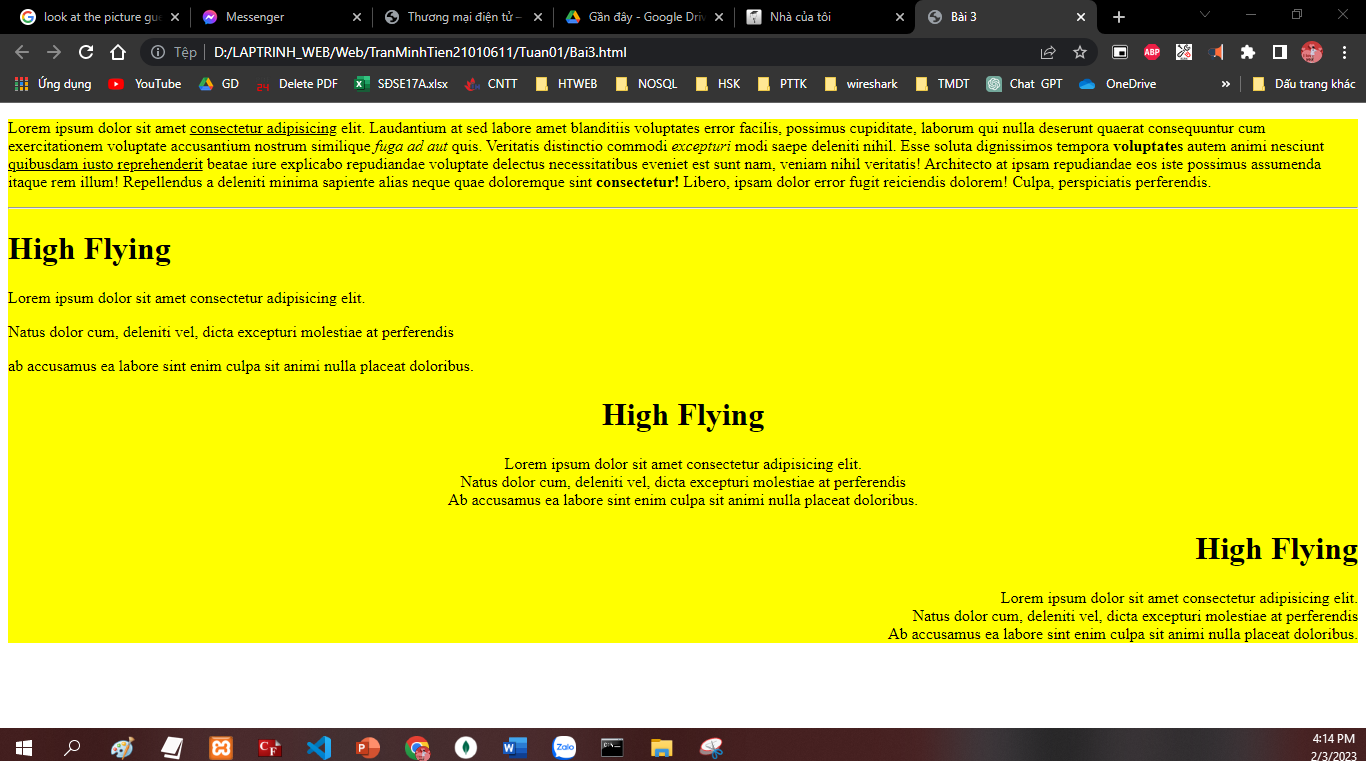 look at the picture gue
Messenger
Thương mại điện tử –
Gần đây - Google Driv
Nhà của tôi
Bài 3
Tệp
D:/LAPTRINH_WEB/Web/TranMinhTien21010611/Tuan01/Bai3.html
ABP
Ứng dụng
YouTube
GD
24
Delete PDF
SĐSE17A.xlsx
CNTT
HTWEB
NOSQL
HSK
PTTK
wireshark
TMDT
Chat GPT
OneDrive
»
Dấu trang khác
Lorem ipsum dolor sit amet consectetur adipisicing elit. Laudantium at sed labore amet blanditiis voluptates error facilis, possimus cupiditate, laborum qui nulla deserunt quaerat consequuntur cum
exercitationem voluptate accusantium nostrum similique fuga ad aut quis. Veritatis distinctio commodi excepturi modi saepe deleniti nihil. Esse soluta dignissimos tempora voluptates autem animi nesciunt
quibusdam iusto reprehenderit beatae iure explicabo repudiandae voluptate delectus necessitatibus eveniet est sunt nam, veniam nihil veritatis! Architecto at ipsam repudiandae eos iste possimus assumenda
itaque rem illum! Repellendus a deleniti minima sapiente alias neque quae doloremque sint consectetur! Libero, ipsam dolor error fugit reiciendis dolorem! Culpa, perspiciatis perferendis.
High Flying
Lorem ipsum dolor sit amet consectetur adipisicing elit.
Natus dolor cum, deleniti vel, dicta excepturi molestiae at perferendis
ab accusamus ea labore sint enim culpa sit animi nulla placeat doloribus.
High Flying
Lorem ipsum dolor sit amet consectetur adipisicing elit.
Natus dolor cum, deleniti vel, dicta excepturi molestiae at perferendis
Ab accusamus ea labore sint enim culpa sit animi nulla placeat doloribus.
High Flying
Lorem ipsum dolor sit amet consectetur adipisicing elit.
Natus dolor cum, deleniti vel, dicta excepturi molestiae at perferendis
Ab accusamus ea labore sint enim culpa sit animi nulla placeat doloribus.
CF
Zalo
4:14 PM
2/3/2023